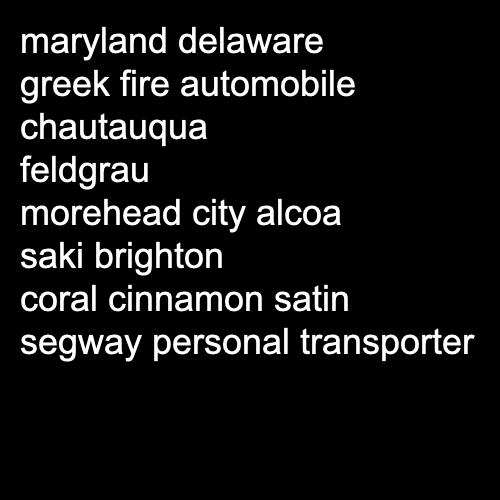 maryland delaware
greek fire automobile
chautauqua
feldgrau
morehead city alcoa
saki brighton
coral cinnamon satin
segway personal transporter